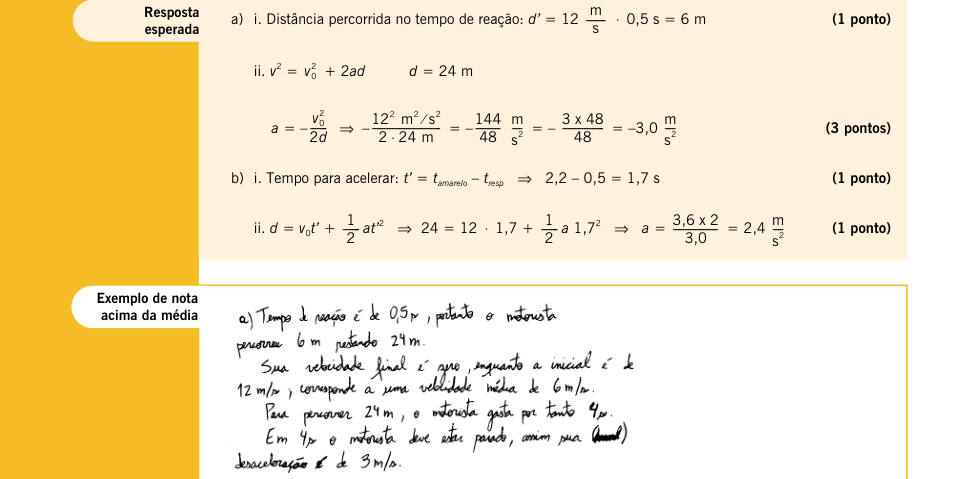 Resposta
esperada
a) i. Distância percorrida no tempo de reação: d' = 12 m/s · 0,5 s = 6 m (1 ponto)
ii. v² = v₀² + 2ad d = 24 m
a = – v₀²/2d ⇒ – 12² m²/s² / 2 · 24 m = – 144/48 m/s² = – 3 x 48/48 = –3,0 m/s² (3 pontos)
b) i. Tempo para acelerar: t' = t_amarelo – t_resp ⇒ 2,2 – 0,5 = 1,7 s (1 ponto)
ii. d = v₀t' + 1/2 at'² ⇒ 24 = 12 · 1,7 + 1/2 a 1,7² ⇒ a = 3,6 x 2/3,0 = 2,4 m/s² (1 ponto)
Exemplo de nota
acima da média
a) Tempo de reação é de 0,5s, portanto o motorista
percorreu 6 m restando 24 m.
Sua velocidade final é zero, enquanto a inicial é de
12 m/s, corresponde a uma velocidade média de 6 m/s.
Para percorrer 24 m, o motorista gasta por tanto 4s.
Em 4s o motorista deve estar parado, assim sua
desaceleração é de 3 m/s.